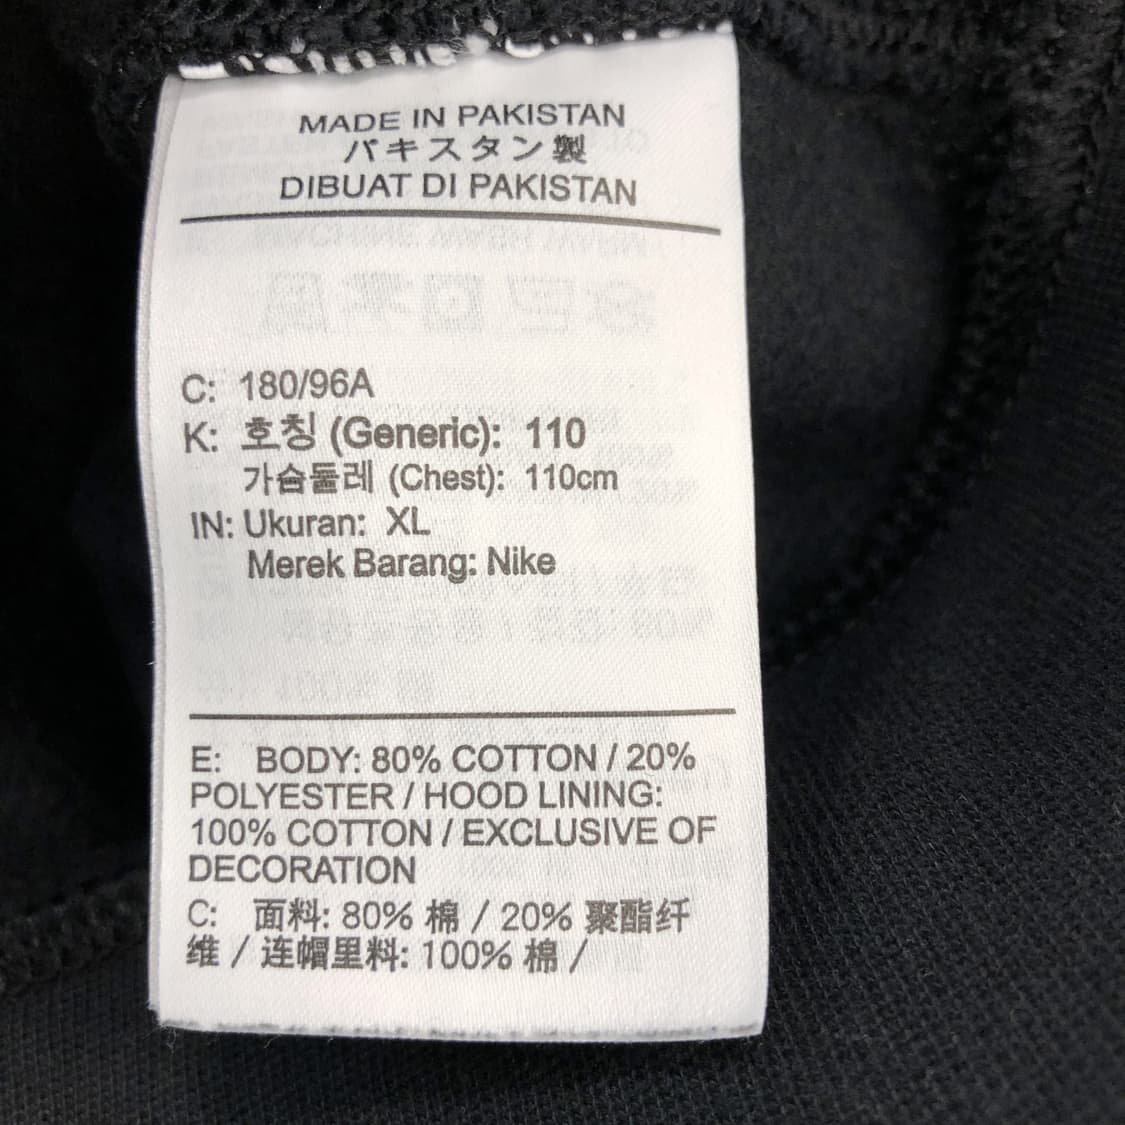 MADE IN PAKISTAN
パキスタン製
DIBUAT DI PAKISTAN
C: 180/96A
K: 호칭 (Generic): 110
가슴둘레 (Chest): 110cm
IN: Ukuran: XL
Merek Barang: Nike
E: BODY: 80% COTTON / 20%
POLYESTER / HOOD LINING:
100% COTTON / EXCLUSIVE OF
DECORATION
C: 面料: 80% 棉 / 20% 聚酯纤
维 / 连帽里料: 100% 棉 /